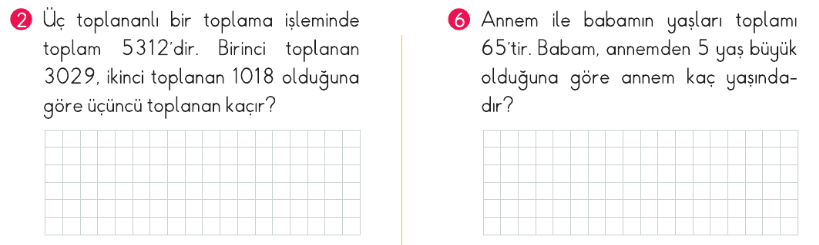 2 Üç toplananlı bir toplama işleminde
toplam 5312'dir. Birinci toplanan
3029, ikinci toplanan 1018 olduğuna
göre üçüncü toplanan kaçır?
6 Annem ile babamın yaşları toplamı
65'tir. Babam, annemden 5 yaş büyük
olduğuna göre annem kaç yaşında-
dır?